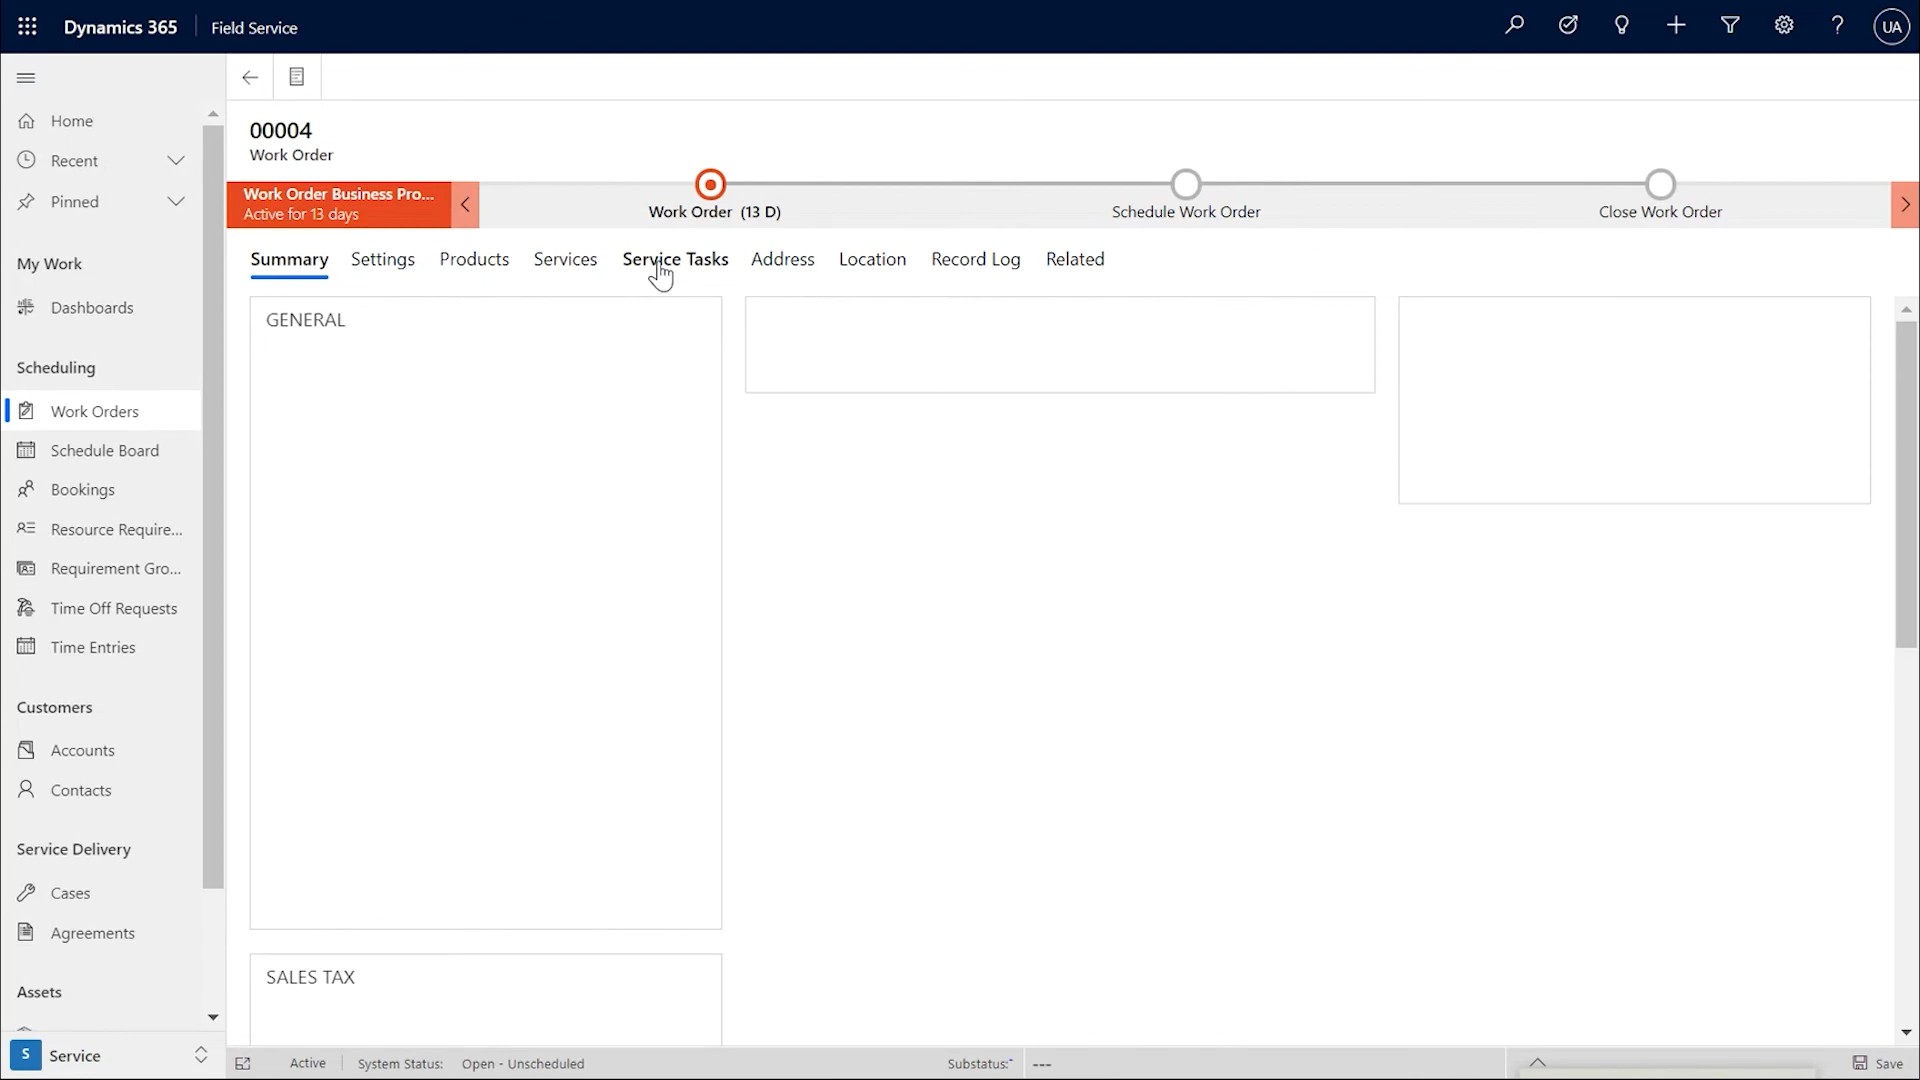 Dynamics 365
Field Service
UA
Home
Recent
Pinned
My Work
Dashboards
Scheduling
Work Orders
Schedule Board
Bookings
Resource Require...
Requirement Gro...
Time Off Requests
Time Entries
Customers
Accounts
Contacts
Service Delivery
Cases
Agreements
Assets
S Service
00004
Work Order
Work Order Business Pro...
Active for 13 days
Work Order (13 D)
Schedule Work Order
Close Work Order
Summary
Settings
Products
Services
Service Tasks
Address
Location
Record Log
Related
GENERAL
SALES TAX
Active
System Status: Open - Unscheduled
Substatus: ---
Save